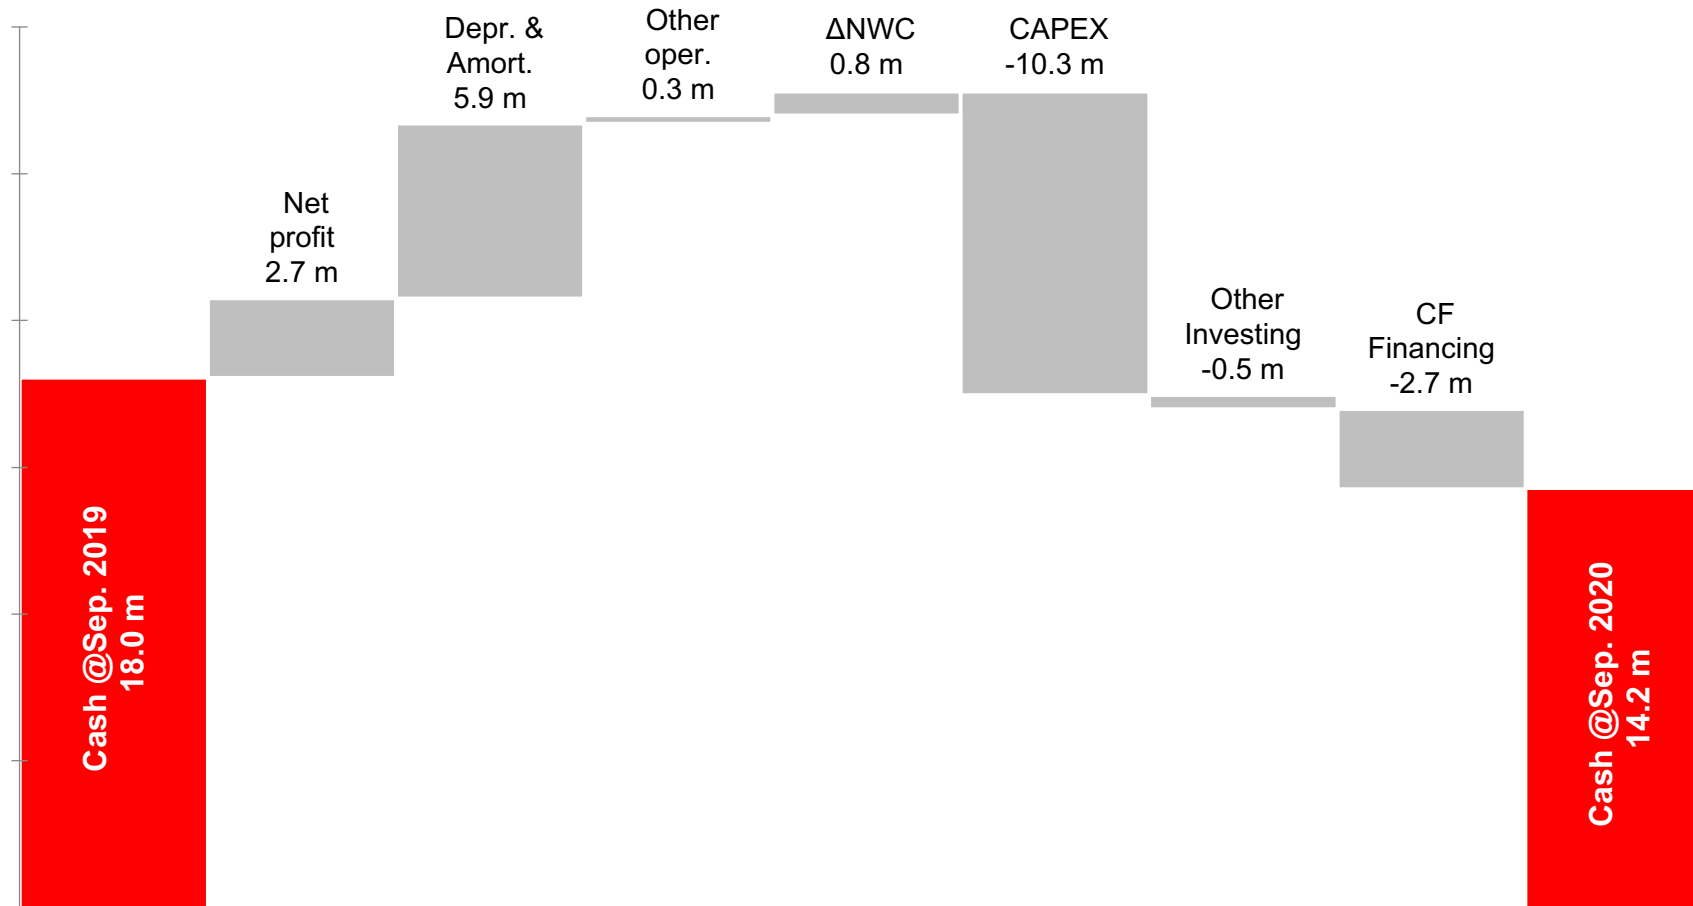 Cash @Sep. 2019
18.0 m
Net
profit
2.7 m
Depr. &
Amort.
5.9 m
Other
oper.
0.3 m
ΔNWC
0.8 m
CAPEX
-10.3 m
Other
Investing
-0.5 m
CF
Financing
-2.7 m
Cash @Sep. 2020
14.2 m